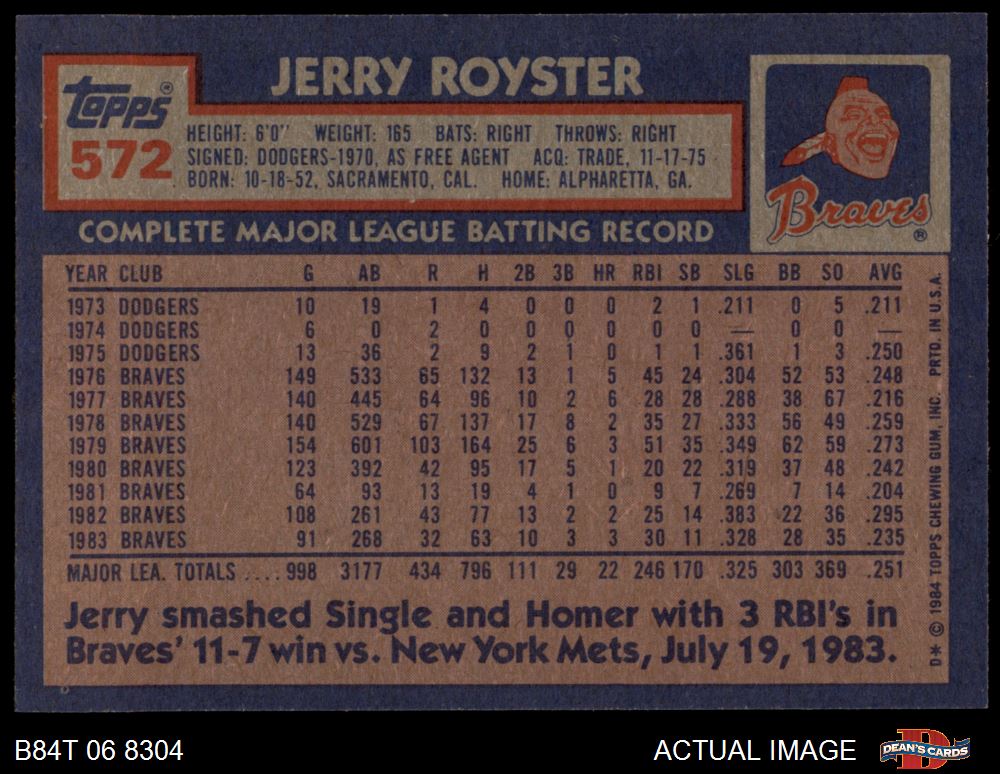 JERRY ROYSTER
Topps®
572
HEIGHT: 6'0" WEIGHT: 165 BATS: RIGHT THROWS: RIGHT
SIGNED: DODGERS-1970, AS FREE AGENT ACQ: TRADE, 11-17-75
BORN: 10-18-52, SACRAMENTO, CAL. HOME: ALPHARETTA, GA.
Braves®
COMPLETE MAJOR LEAGUE BATTING RECORD
YEAR CLUB G AB R H 2B 3B HR RBI SB SLG BB SO AVG
1973 DODGERS 10 19 1 4 0 0 0 2 1 .211 0 5 .211
1974 DODGERS 6 0 2 0 0 0 0 0 0 — 0 0 —
1975 DODGERS 13 36 2 9 2 1 0 1 1 .361 1 3 .250
1976 BRAVES 149 533 65 132 13 1 5 45 24 .304 52 53 .248
1977 BRAVES 140 445 64 96 10 2 6 28 28 .288 38 67 .216
1978 BRAVES 140 529 67 137 17 8 2 35 27 .333 56 49 .259
1979 BRAVES 154 601 103 164 25 6 3 51 35 .349 62 59 .273
1980 BRAVES 123 392 42 95 17 5 1 20 22 .319 37 48 .242
1981 BRAVES 64 93 13 19 4 1 0 9 7 .269 7 14 .204
1982 BRAVES 108 261 43 77 13 2 2 25 14 .383 22 36 .295
1983 BRAVES 91 268 32 63 10 3 3 30 11 .328 28 35 .235
MAJOR LEA. TOTALS .... 998 3177 434 796 111 29 22 246 170 .325 303 369 .251
Jerry smashed Single and Homer with 3 RBI's in
Braves' 11-7 win vs. New York Mets, July 19, 1983.
D* © 1984 TOPPS CHEWING GUM, INC. PRTD. IN U.S.A.
D
B84T 06 8304
ACTUAL IMAGE
D
DEAN'S CARDS